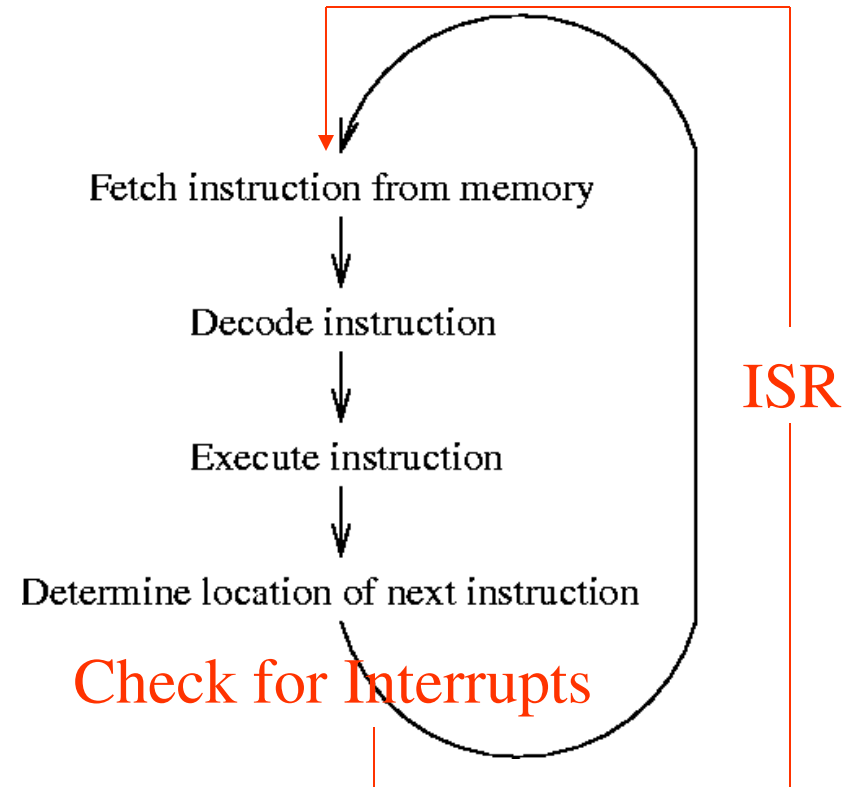 Fetch instruction from memory
Decode instruction
ISR
Execute instruction
Determine location of next instruction
Check for Interrupts